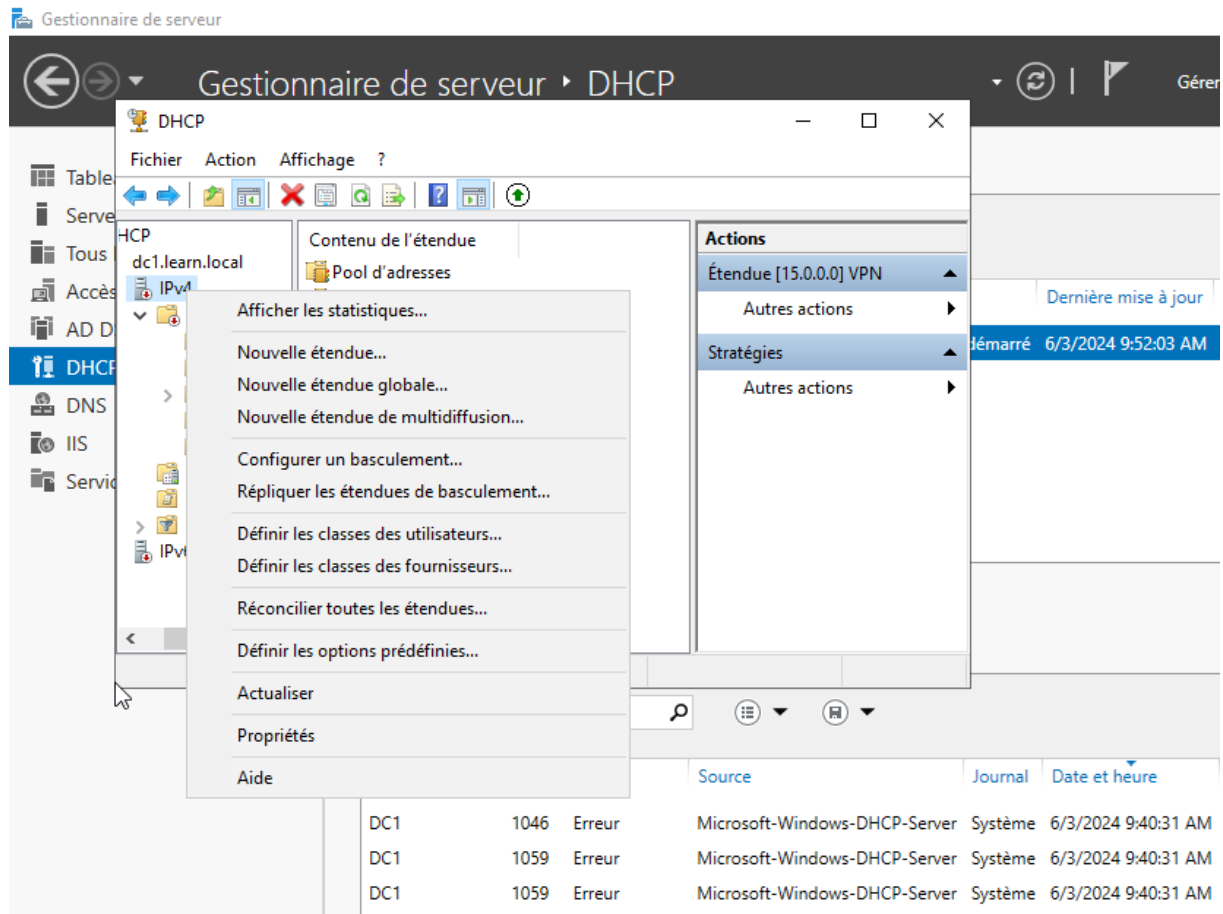 Gestionnaire de serveur
Gestionnaire de serveur ‣ DHCP
Gérer
DHCP
Fichier Action Affichage ?
Tous
Accès
AD D
DNS
IIS
HCP
dc1.learn.local
IPv4
Contenu de l'étendue
Pool d'adresses
Actions
Étendue [15.0.0.0] VPN
Autres actions
Stratégies
Autres actions
Dernière mise à jour
démarré 6/3/2024 9:52:03 AM
Afficher les statistiques...
Nouvelle étendue...
Nouvelle étendue globale...
Nouvelle étendue de multidiffusion...
Configurer un basculement...
Répliquer les étendues de basculement...
Définir les classes des utilisateurs...
Définir les classes des fournisseurs...
Réconcilier toutes les étendues...
Définir les options prédéfinies...
Actualiser
Propriétés
Aide
Source Journal Date et heure
DC1 1046 Erreur Microsoft-Windows-DHCP-Server Système 6/3/2024 9:40:31 AM
DC1 1059 Erreur Microsoft-Windows-DHCP-Server Système 6/3/2024 9:40:31 AM
DC1 1059 Erreur Microsoft-Windows-DHCP-Server Système 6/3/2024 9:40:31 AM